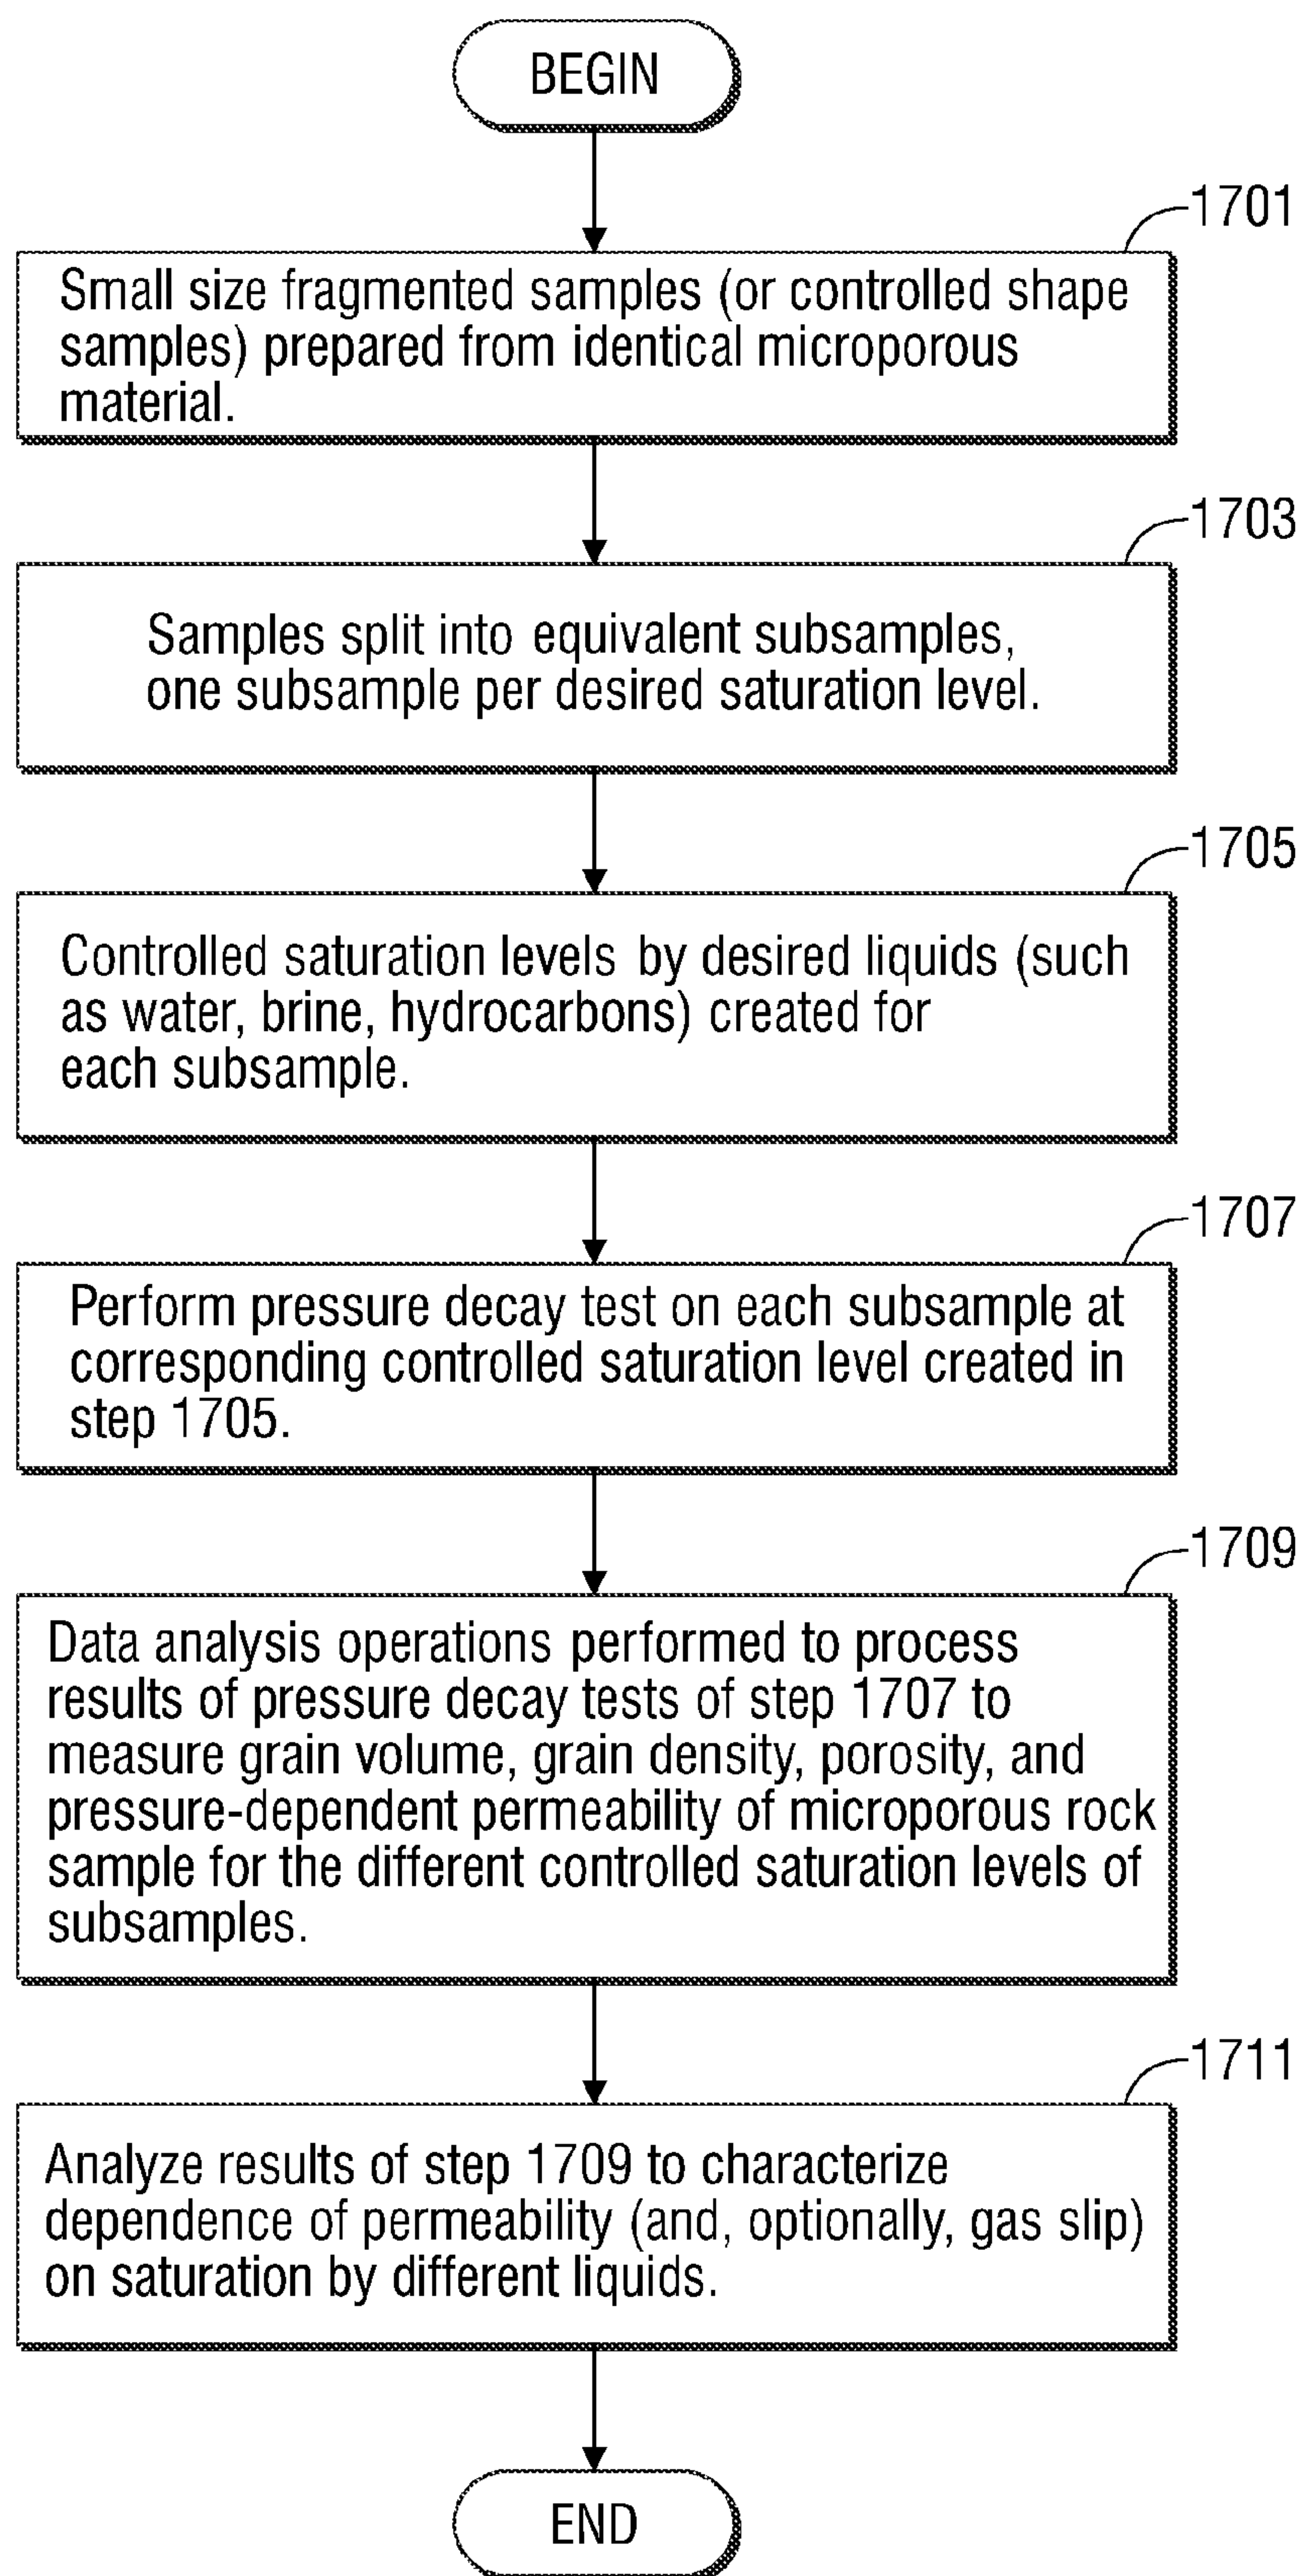 BEGIN
1701
Small size fragmented samples (or controlled shape
samples) prepared from identical microporous
material.
1703
Samples split into equivalent subsamples,
one subsample per desired saturation level.
1705
Controlled saturation levels by desired liquids (such
as water, brine, hydrocarbons) created for
each subsample.
1707
Perform pressure decay test on each subsample at
corresponding controlled saturation level created in
step 1705.
1709
Data analysis operations performed to process
results of pressure decay tests of step 1707 to
measure grain volume, grain density, porosity, and
pressure-dependent permeability of microporous rock
sample for the different controlled saturation levels of
subsamples.
1711
Analyze results of step 1709 to characterize
dependence of permeability (and, optionally, gas slip)
on saturation by different liquids.
END